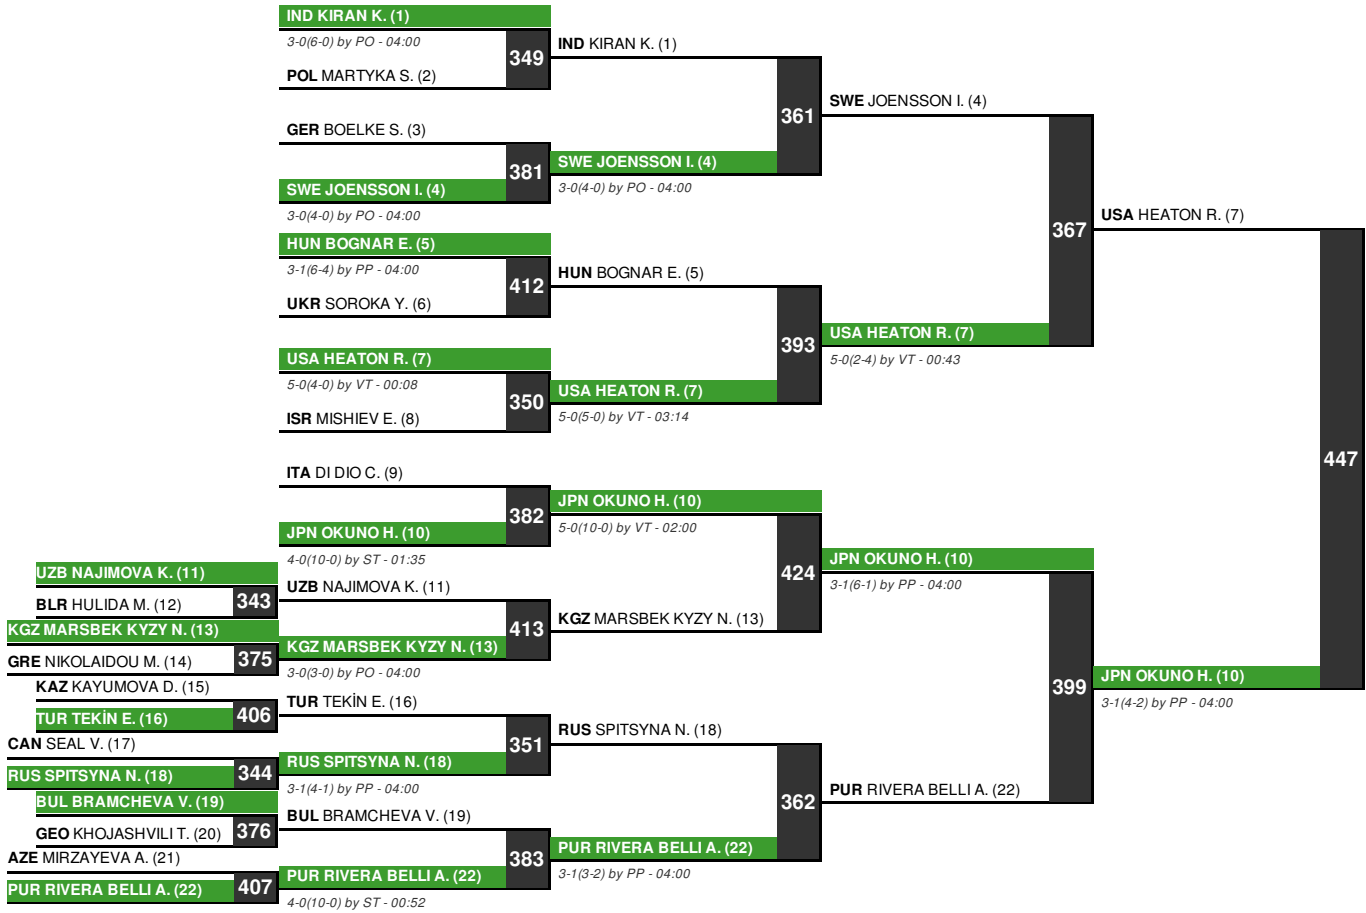 IND KIRAN K. (1)
3-0(6-0) by PO - 04:00
349
POL MARTYKA S. (2)
GER BOELKE S. (3)
381
SWE JOENSSON I. (4)
3-0(4-0) by PO - 04:00
HUN BOGNAR E. (5)
3-1(6-4) by PP - 04:00
412
UKR SOROKA Y. (6)
USA HEATON R. (7)
5-0(4-0) by VT - 00:08
350
ISR MISHIEV E. (8)
ITA DI DIO C. (9)
382
JPN OKUNO H. (10)
4-0(10-0) by ST - 01:35
UZB NAJIMOVA K. (11)
343
BLR HULIDA M. (12)
KGZ MARSBEK KYZY N. (13)
375
GRE NIKOLAIDOU M. (14)
KAZ KAYUMOVA D. (15)
406
TUR TEKİN E. (16)
CAN SEAL V. (17)
344
RUS SPITSYNA N. (18)
BUL BRAMCHEVA V. (19)
376
GEO KHOJASHVILI T. (20)
AZE MIRZAYEVA A. (21)
407
PUR RIVERA BELLI A. (22)
UZB NAJIMOVA K. (11)
413
KGZ MARSBEK KYZY N. (13)
3-0(3-0) by PO - 04:00
TUR TEKİN E. (16)
351
RUS SPITSYNA N. (18)
3-1(4-1) by PP - 04:00
BUL BRAMCHEVA V. (19)
383
PUR RIVERA BELLI A. (22)
4-0(10-0) by ST - 00:52
IND KIRAN K. (1)
361
SWE JOENSSON I. (4)
3-0(4-0) by PO - 04:00
HUN BOGNAR E. (5)
393
USA HEATON R. (7)
5-0(5-0) by VT - 03:14
JPN OKUNO H. (10)
5-0(10-0) by VT - 02:00
424
KGZ MARSBEK KYZY N. (13)
RUS SPITSYNA N. (18)
362
PUR RIVERA BELLI A. (22)
3-1(3-2) by PP - 04:00
SWE JOENSSON I. (4)
367
USA HEATON R. (7)
5-0(2-4) by VT - 00:43
JPN OKUNO H. (10)
3-1(6-1) by PP - 04:00
399
PUR RIVERA BELLI A. (22)
USA HEATON R. (7)
447
JPN OKUNO H. (10)
3-1(4-2) by PP - 04:00